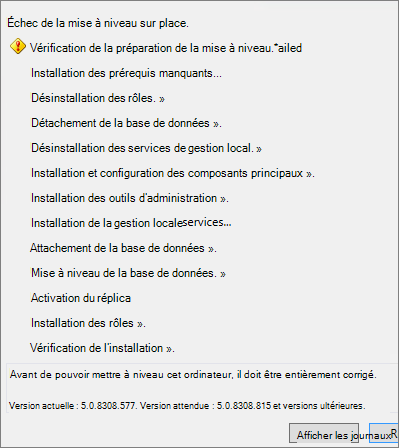 Échec de la mise à niveau sur place.
Vérification de la préparation de la mise à niveau.*ailed
Installation des prérequis manquants...
Désinstallation des rôles. »
Détachement de la base de données ».
Désinstallation des services de gestion local. »
Installation et configuration des composants principaux ».
Installation des outils d'administration ».
Installation de la gestion localeservices...
Attachement de la base de données ».
Mise à niveau de la base de données. »
Activation du réplica
Installation des rôles ».
Vérification de l'installation ».
Avant de pouvoir mettre à niveau cet ordinateur, il doit être entièrement corrigé.
Version actuelle : 5.0.8308.577. Version attendue : 5.0.8308.815 et versions ultérieures.
Afficher les journaux R